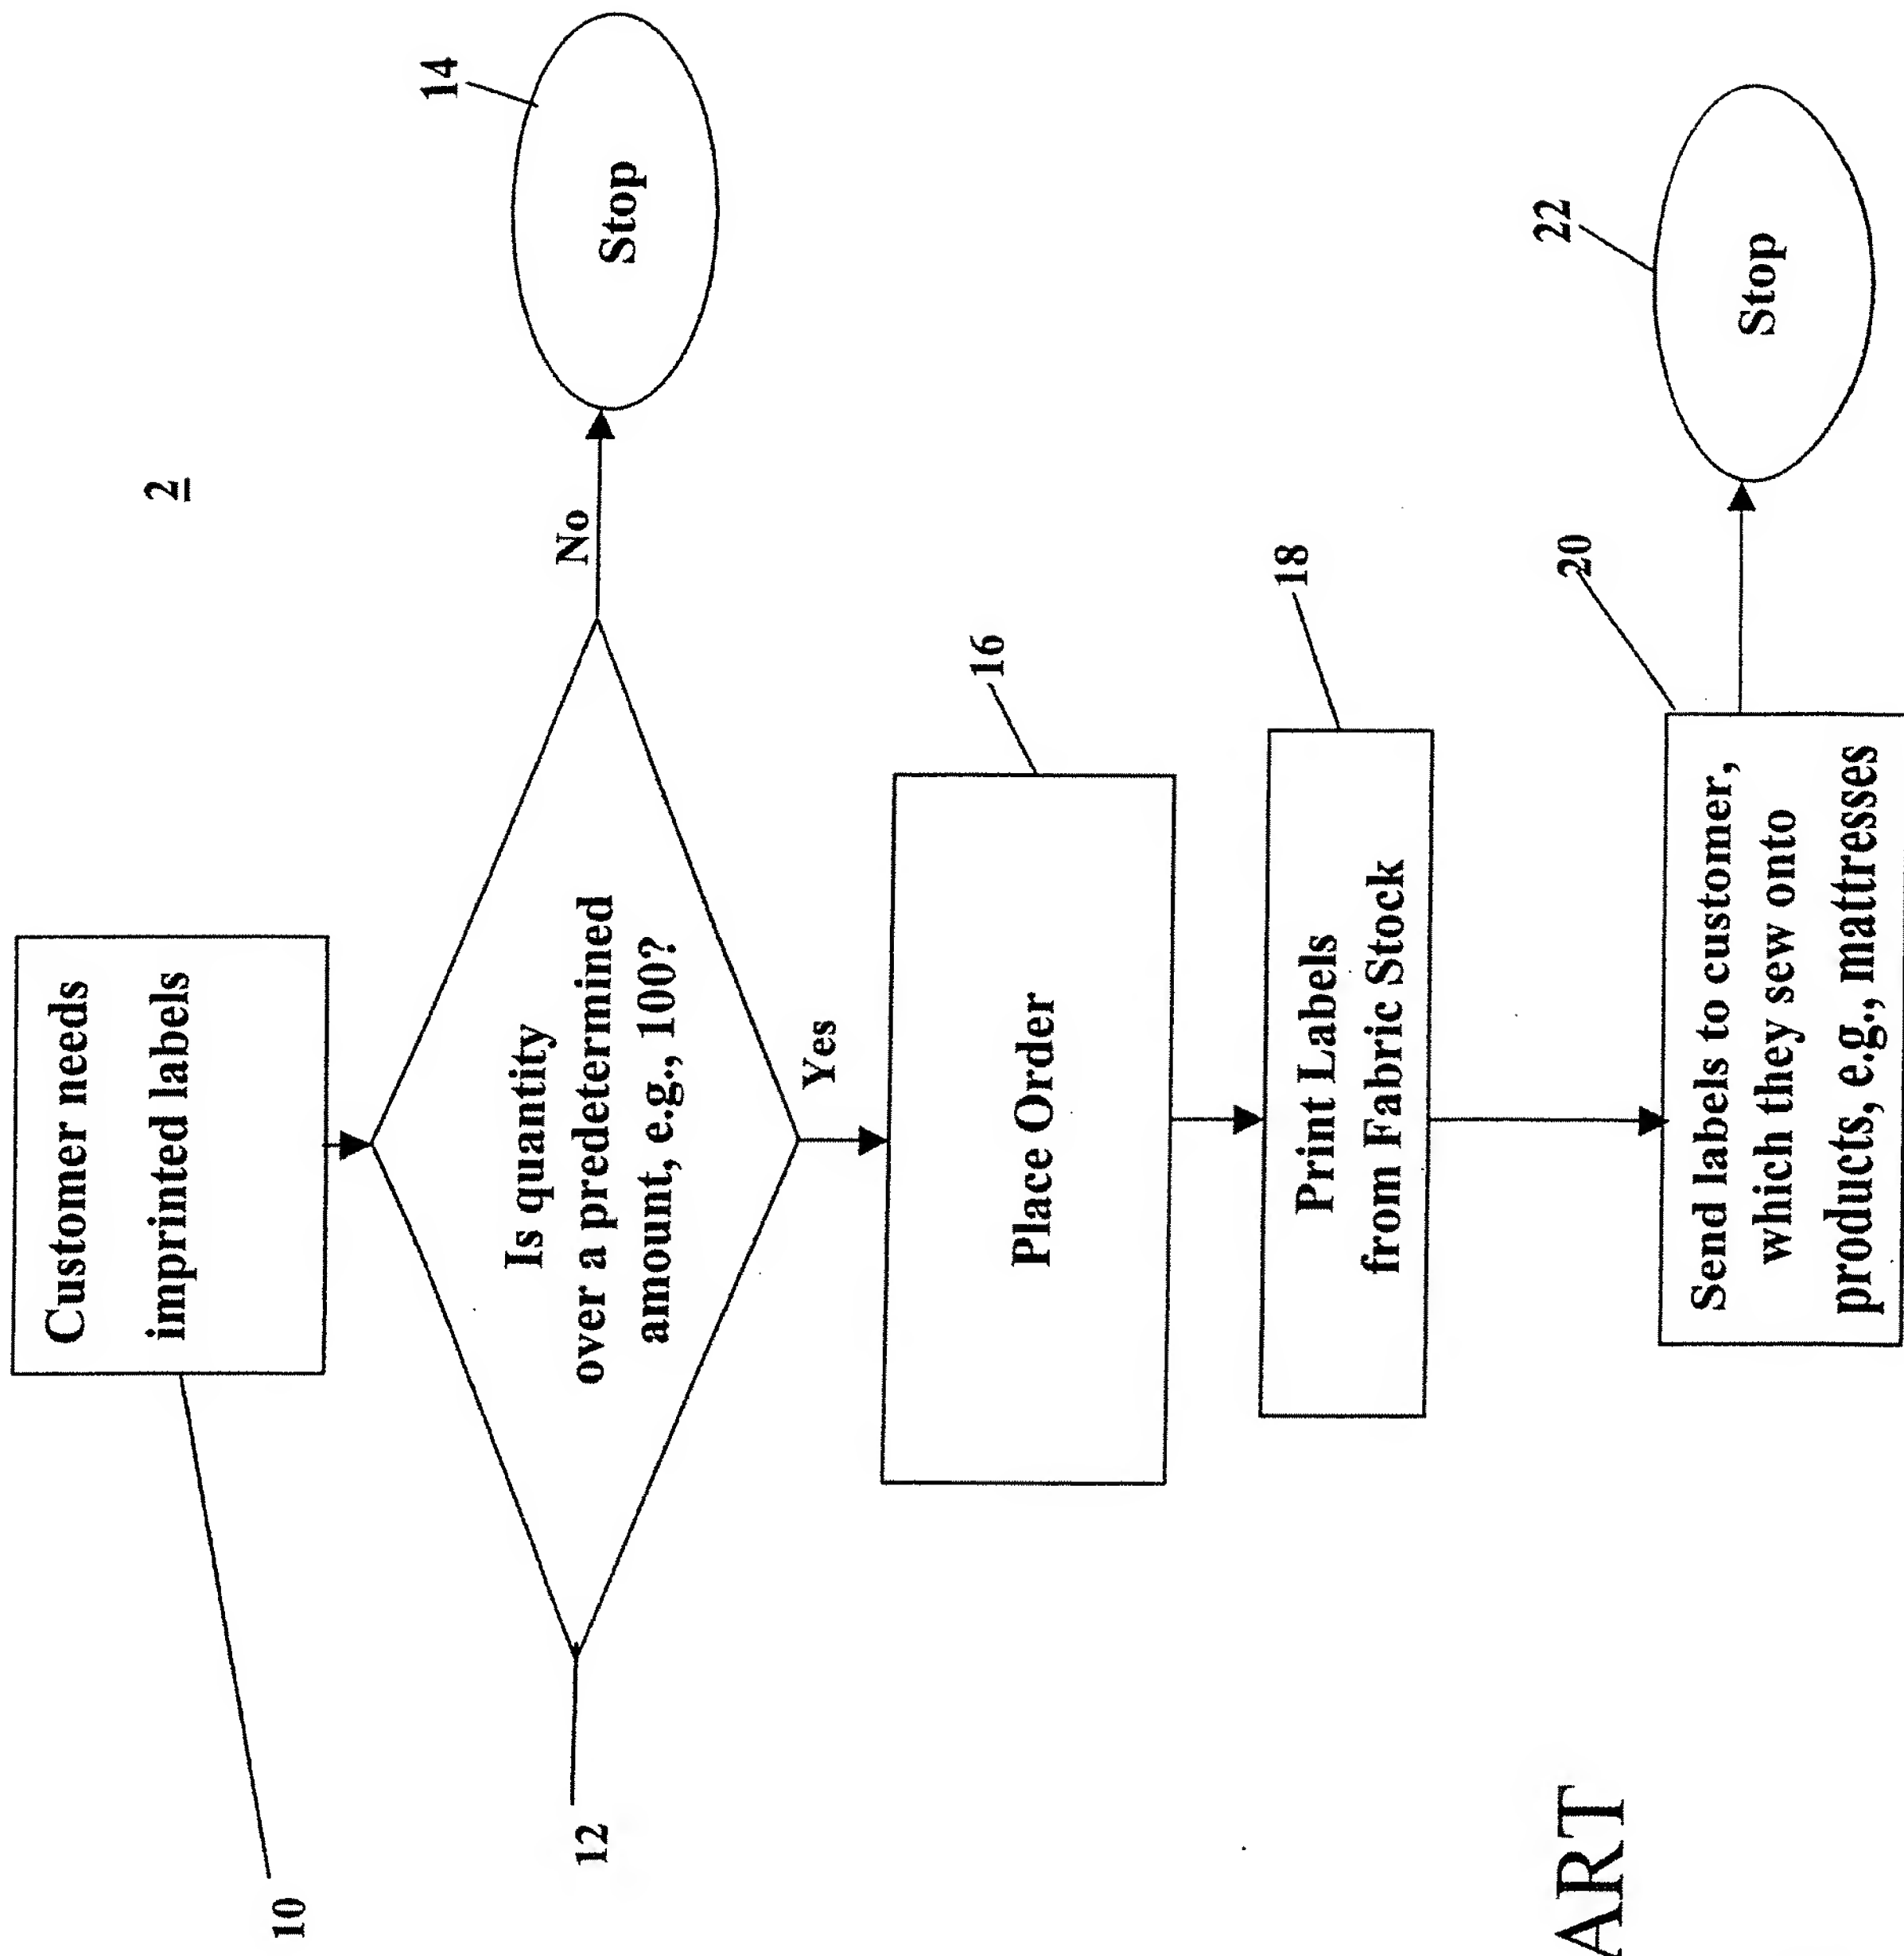 2
Customer needs
imprinted labels
10
Is quantity
over a predetermined
amount, e.g., 100?
12
No
Stop
14
Yes
Place Order
16
Print Labels
from Fabric Stock
18
Send labels to customer,
which they sew onto
products, e.g., mattresses
20
Stop
22
ART